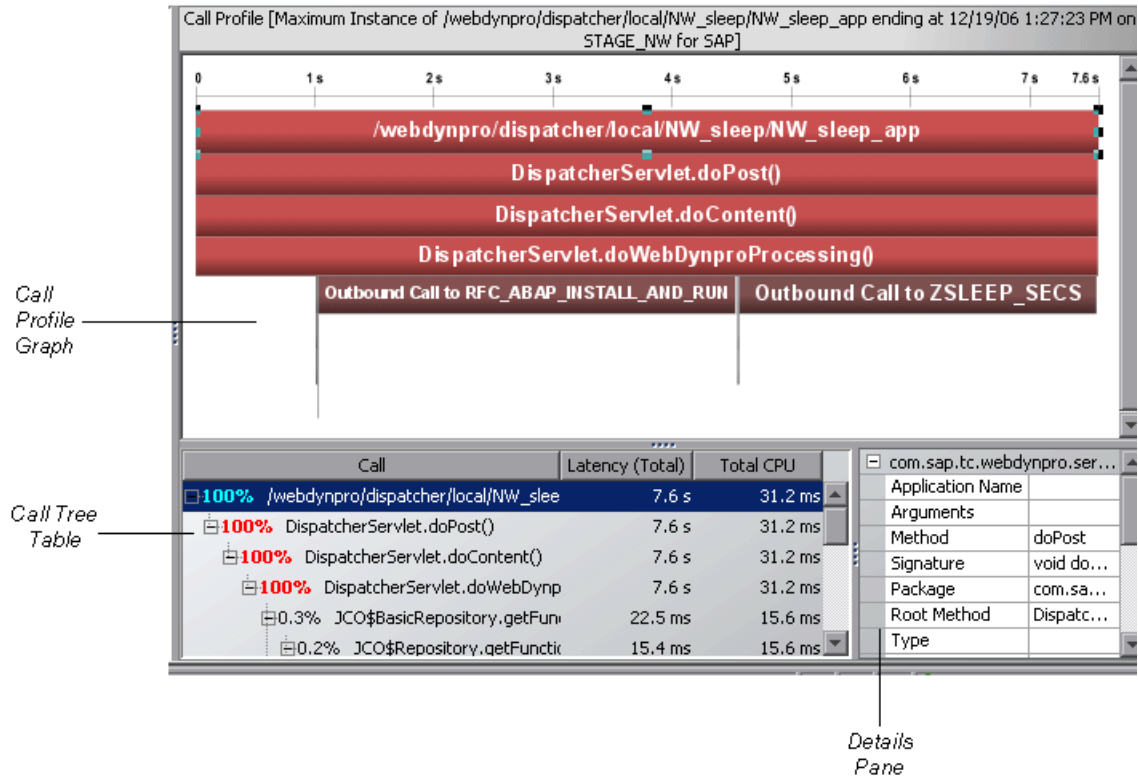 Call Profile [Maximum Instance of /webdynpro/dispatcher/local/NW_sleep/NW_sleep_app ending at 12/19/06 1:27:23 PM on
STAGE_NW for SAP]
0 1 s 2 s 3 s 4 s 5 s 6 s 7 s 7.6 s
/webdynpro/dispatcher/local/NW_sleep/NW_sleep_app
DispatcherServlet.doPost()
DispatcherServlet.doContent()
DispatcherServlet.doWebDynproProcessing()
Outbound Call to RFC_ABAP_INSTALL_AND_RUN Outbound Call to ZSLEEP_SECS
Call
Profile
Graph
Call Latency (Total) Total CPU
100% /webdynpro/dispatcher/local/NW_slee 7.6 s 31.2 ms
100% DispatcherServlet.doPost() 7.6 s 31.2 ms
100% DispatcherServlet.doContent() 7.6 s 31.2 ms
100% DispatcherServlet.doWebDynp 7.6 s 31.2 ms
0.3% JCO$BasicRepository.getFun 22.5 ms 15.6 ms
0.2% JCO$Repository.getFunctic 15.4 ms 15.6 ms
Call Tree
Table
com.sap.tc.webdynpro.ser...
Application Name
Arguments
Method doPost
Signature void do...
Package com.sa...
Root Method Dispatc...
Type
Details
Pane